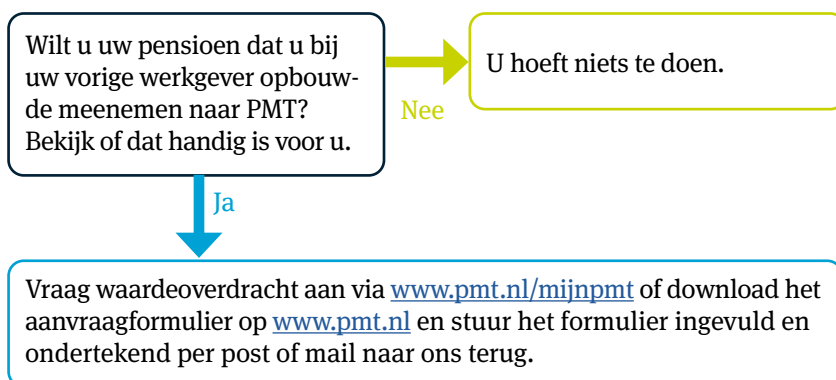 Wilt u uw pensioen dat u bij
uw vorige werkgever opbouw-
de meenemen naar PMT?
Bekijk of dat handig is voor u.
Nee
U hoeft niets te doen.
Ja
Vraag waardeoverdracht aan via www.pmt.nl/mijnpmt of download het
aanvraagformulier op www.pmt.nl en stuur het formulier ingevuld en
ondertekend per post of mail naar ons terug.